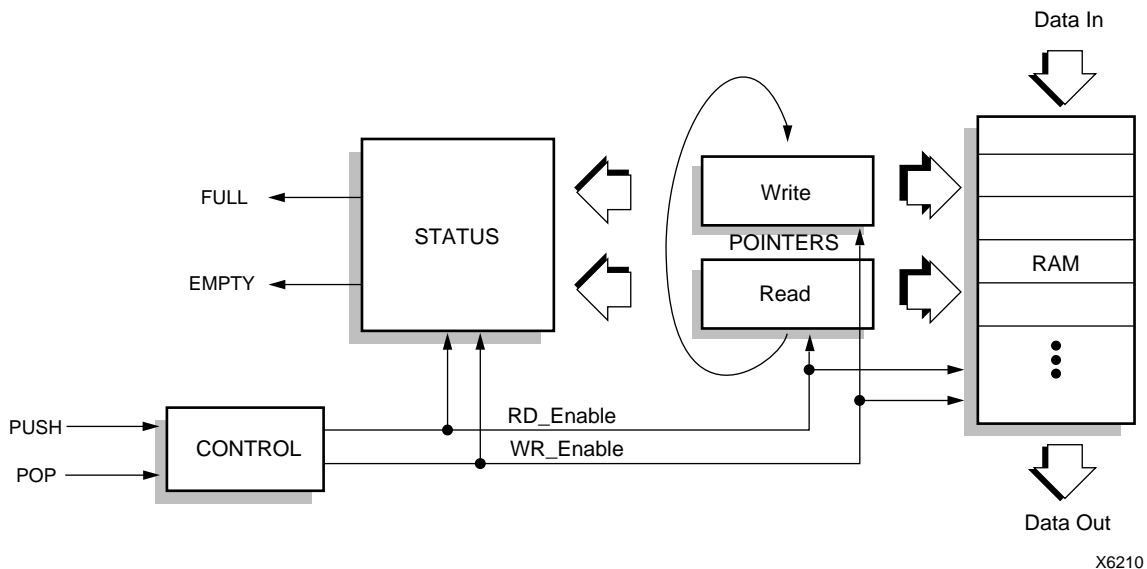 Data In
Write
FULL
STATUS
POINTERS
RAM
EMPTY
Read
RD_Enable
PUSH
CONTROL
WR_Enable
POP
Data Out
X6210